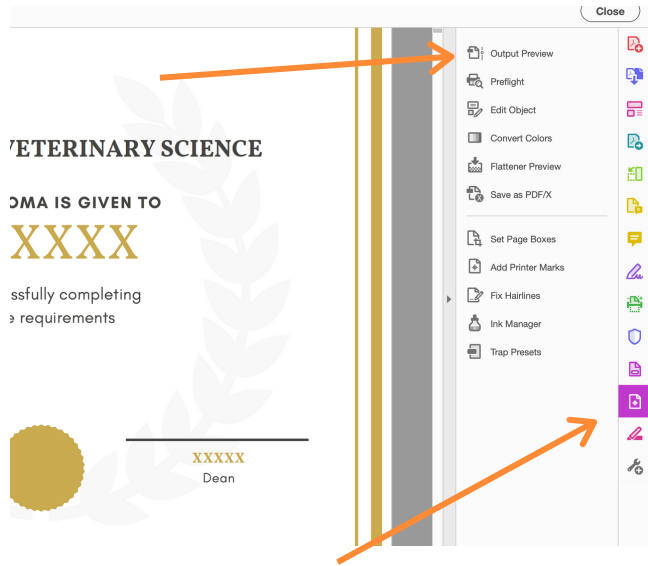 Close
VETERINARY SCIENCE
OMA IS GIVEN TO
XXXX
ssfully completing
e requirements
XXXXX
Dean
Output Preview
Preflight
Edit Object
Convert Colors
Flattener Preview
Save as PDF/X
Set Page Boxes
Add Printer Marks
Fix Hairlines
Ink Manager
Trap Presets